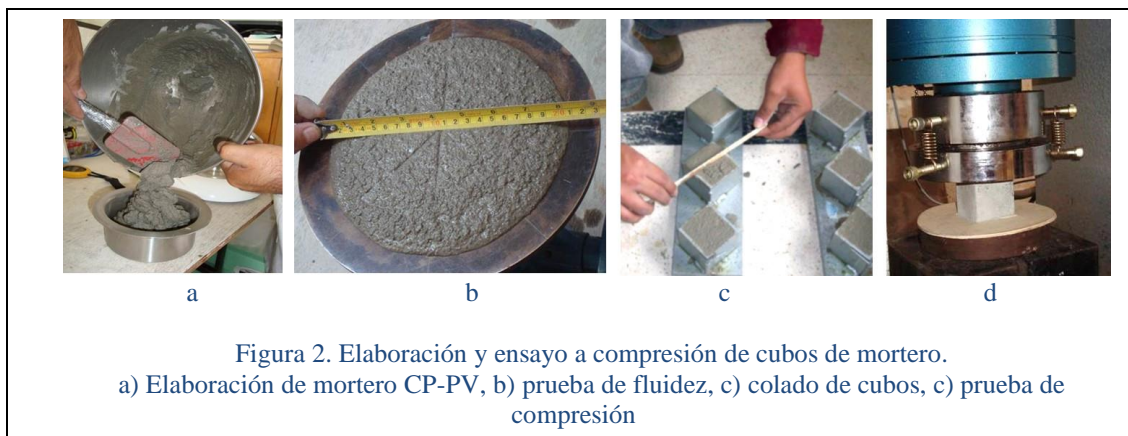 a b c d
Figura 2. Elaboración y ensayo a compresión de cubos de mortero.
a) Elaboración de mortero CP-PV, b) prueba de fluidez, c) colado de cubos, c) prueba de
compresión